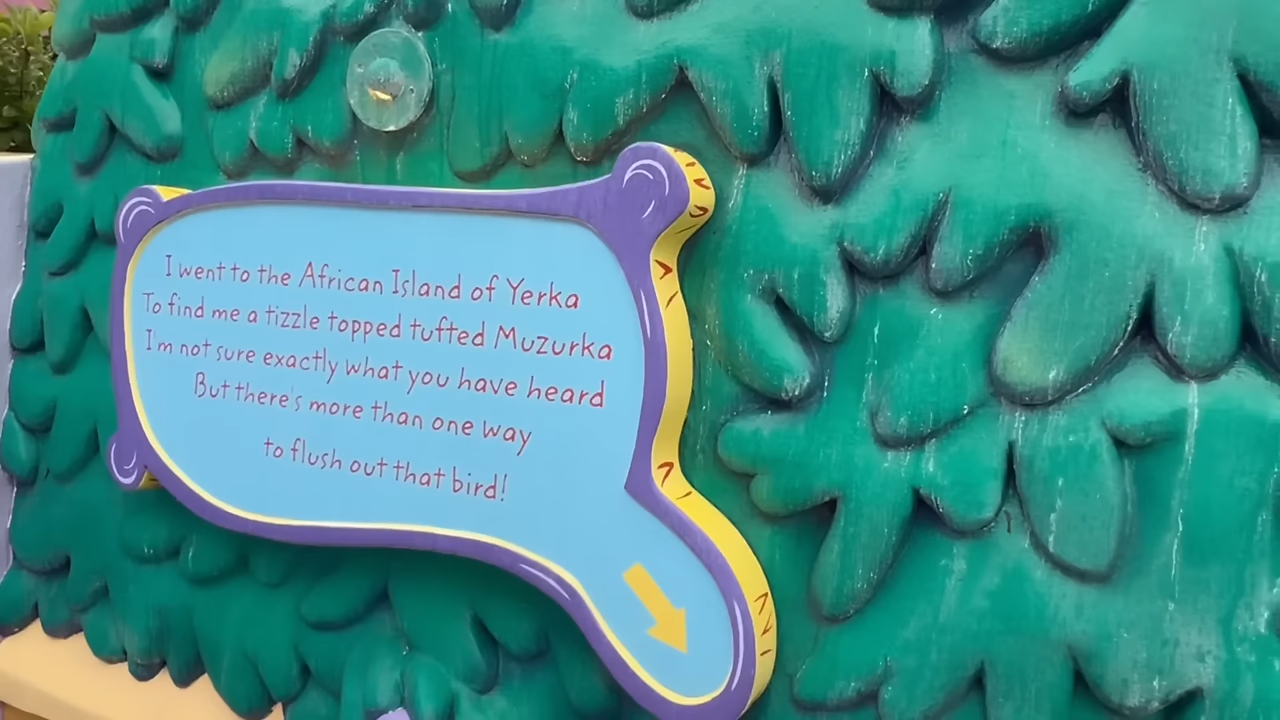 I went to the African Island of Yerka
To find me a tizzle topped tufted Muzurka
I'm not sure exactly what you have heard
But there's more than one way
to flush out that bird!